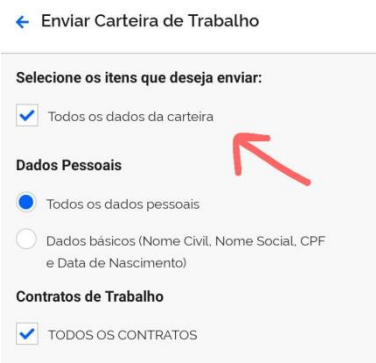 Enviar Carteira de Trabalho
Selecione os itens que deseja enviar:
Todos os dados da carteira
Dados Pessoais
Todos os dados pessoais
Dados básicos (Nome Civil, Nome Social, CPF
e Data de Nascimento)
Contratos de Trabalho
TODOS OS CONTRATOS